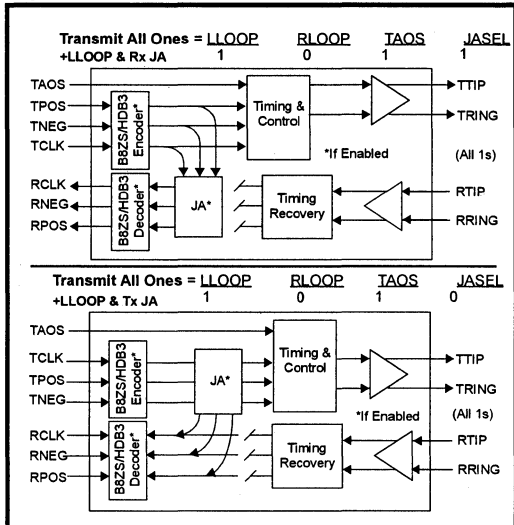 Transmit All Ones = LLOOP RLOOP TAOS JASEL
+LLOOP & Rx JA 1 0 1 1
TAOS
TPOS
TNEG
TCLK
B8ZS/HDB3
Encoder*
Timing &
Control
TTIP
TRING
*If Enabled
(All 1s)
RCLK
RNEG
RPOS
B8ZS/HDB3
Decoder*
JA*
Timing
Recovery
RTIP
RRING
Transmit All Ones = LLOOP RLOOP TAOS JASEL
+LLOOP & Tx JA 1 0 1 0
TAOS
TCLK
TPOS
TNEG
B8ZS/HDB3
Encoder*
JA*
Timing &
Control
TTIP
TRING
*If Enabled
(All 1s)
RCLK
RNEG
RPOS
B8ZS/HDB3
Decoder*
Timing
Recovery
RTIP
RRING